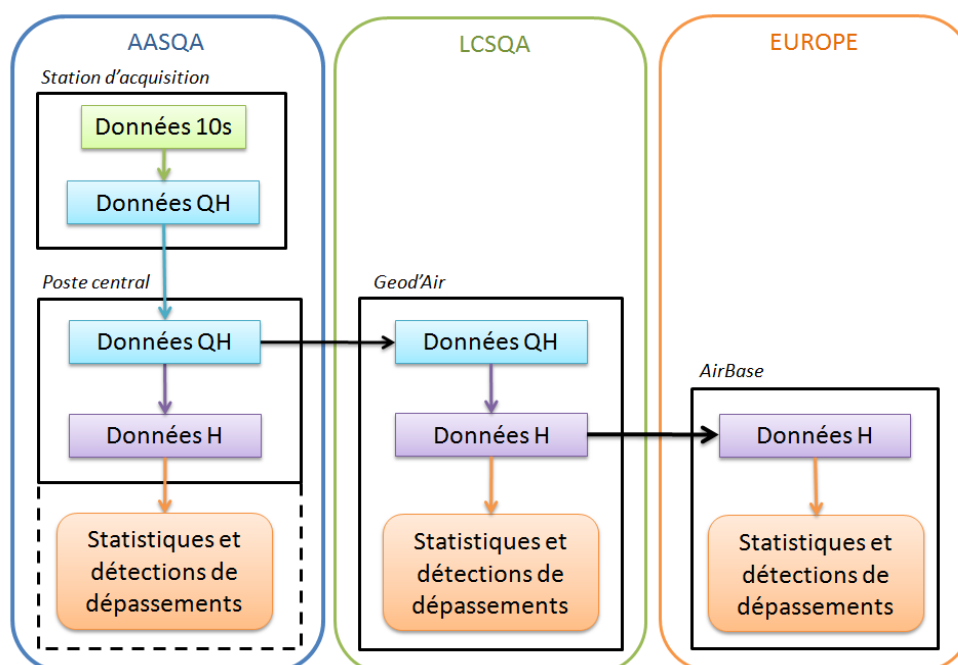 AASQA
Station d'acquisition
Données 10s
Données QH
Poste central
Données QH
Données H
Statistiques et
détections de
dépassements
LCSQA
Geod'Air
Données QH
Données H
Statistiques et
détections de
dépassements
EUROPE
AirBase
Données H
Statistiques et
détections de
dépassements